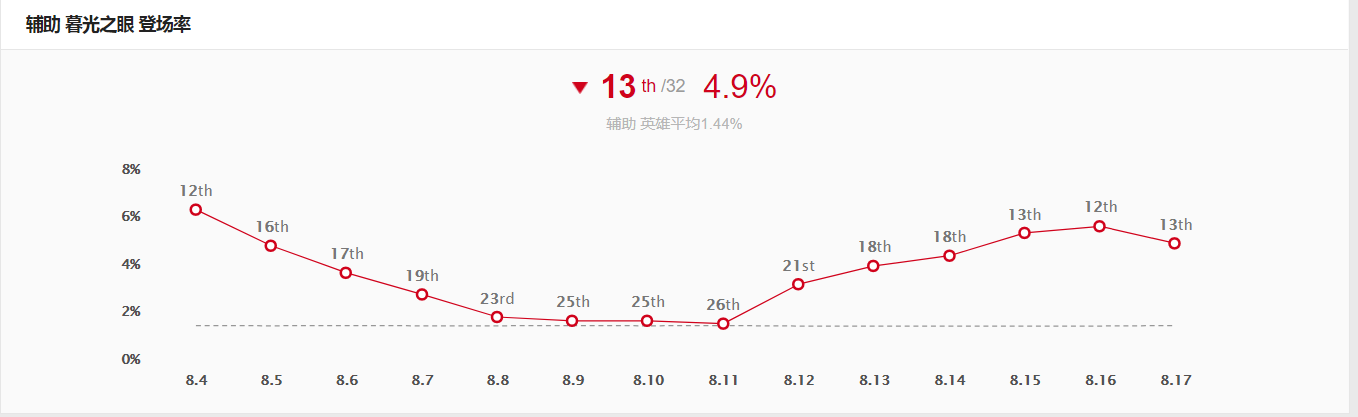 辅助 暮光之眼 登场率
▼ 13 th /32 4.9%
辅助 英雄平均1.44%
8%
6%
4%
2%
0%
12th
16th
17th
19th
23rd
25th
25th
26th
21st
18th
18th
13th
12th
13th
8.4 8.5 8.6 8.7 8.8 8.9 8.10 8.11 8.12 8.13 8.14 8.15 8.16 8.17